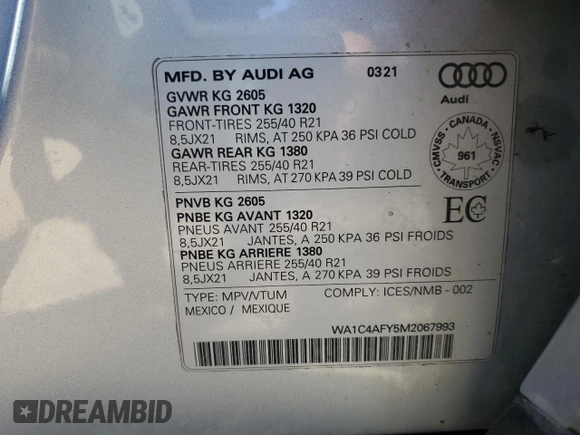 MFD. BY AUDI AG 0321
Audi
GVWR KG 2605
GAWR FRONT KG 1320
FRONT-TIRES 255/40 R21
8,5JX21 RIMS, AT 250 KPA 36 PSI COLD
GAWR REAR KG 1380
REAR-TIRES 255/40 R21
8,5JX21 RIMS, AT 270 KPA 39 PSI COLD
CMVSS - CANADA - NSVAC
961
TRANSPORT
PNVB KG 2605
PNBE KG AVANT 1320
PNEUS AVANT 255/40 R21
8,5JX21 JANTES, A 250 KPA 36 PSI FROIDS
PNBE KG ARRIERE 1380
PNEUS ARRIERE 255/40 R21
8,5JX21 JANTES, A 270 KPA 39 PSI FROIDS
EC
TYPE: MPV/VTUM COMPLY: ICES/NMB - 002
MEXICO / MEXIQUE
WA1C4AFY5M2067993
DREAMBID